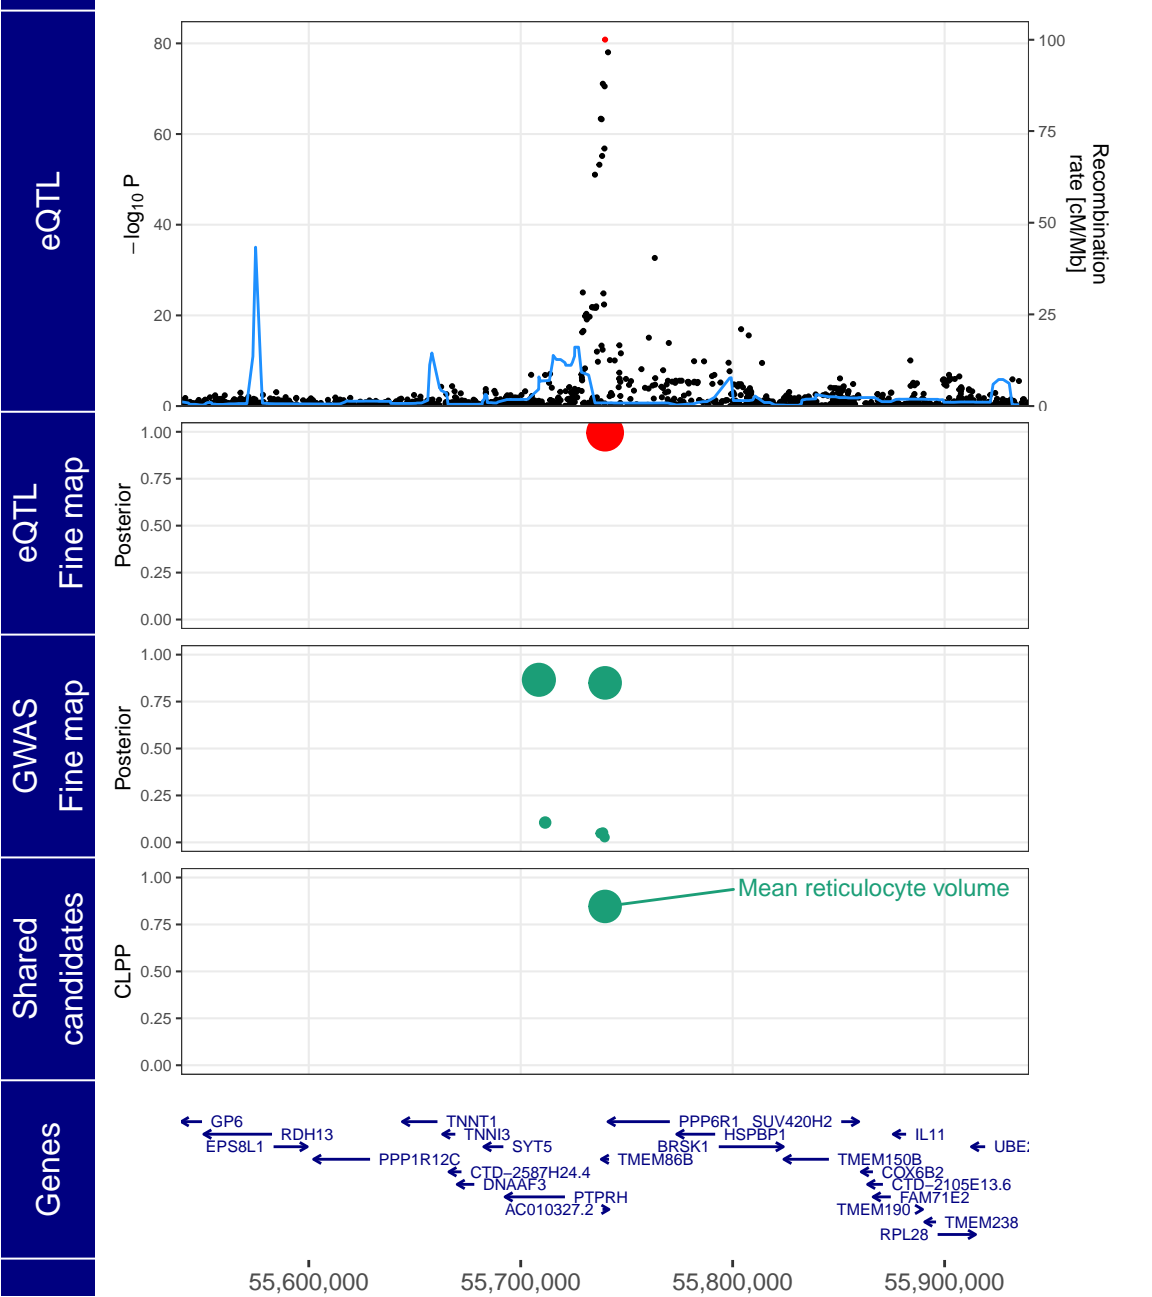 eQTL
80
60
40
20
0
−log10 P
100
75
50
25
0
Recombination
rate [cM/Mb]
eQTL
Fine map
Posterior
1.00
0.75
0.50
0.25
0.00
GWAS
Fine map
Posterior
1.00
0.75
0.50
0.25
0.00
Shared
candidates
CLPP
1.00
0.75
0.50
0.25
0.00
Mean reticulocyte volume
Genes
GP6 TNNT1 PPP6R1 SUV420H2
RDH13 TNNI3 HSPBP1 IL11
EPS8L1 SYT5 BRSK1 UBE2
PPP1R12C TMEM86B TMEM150B
CTD−2587H24.4 COX6B2
DNAAF3 CTD−2105E13.6
PTPRH FAM71E2
AC010327.2 TMEM190
TMEM238
RPL28
55,600,000 55,700,000 55,800,000 55,900,000